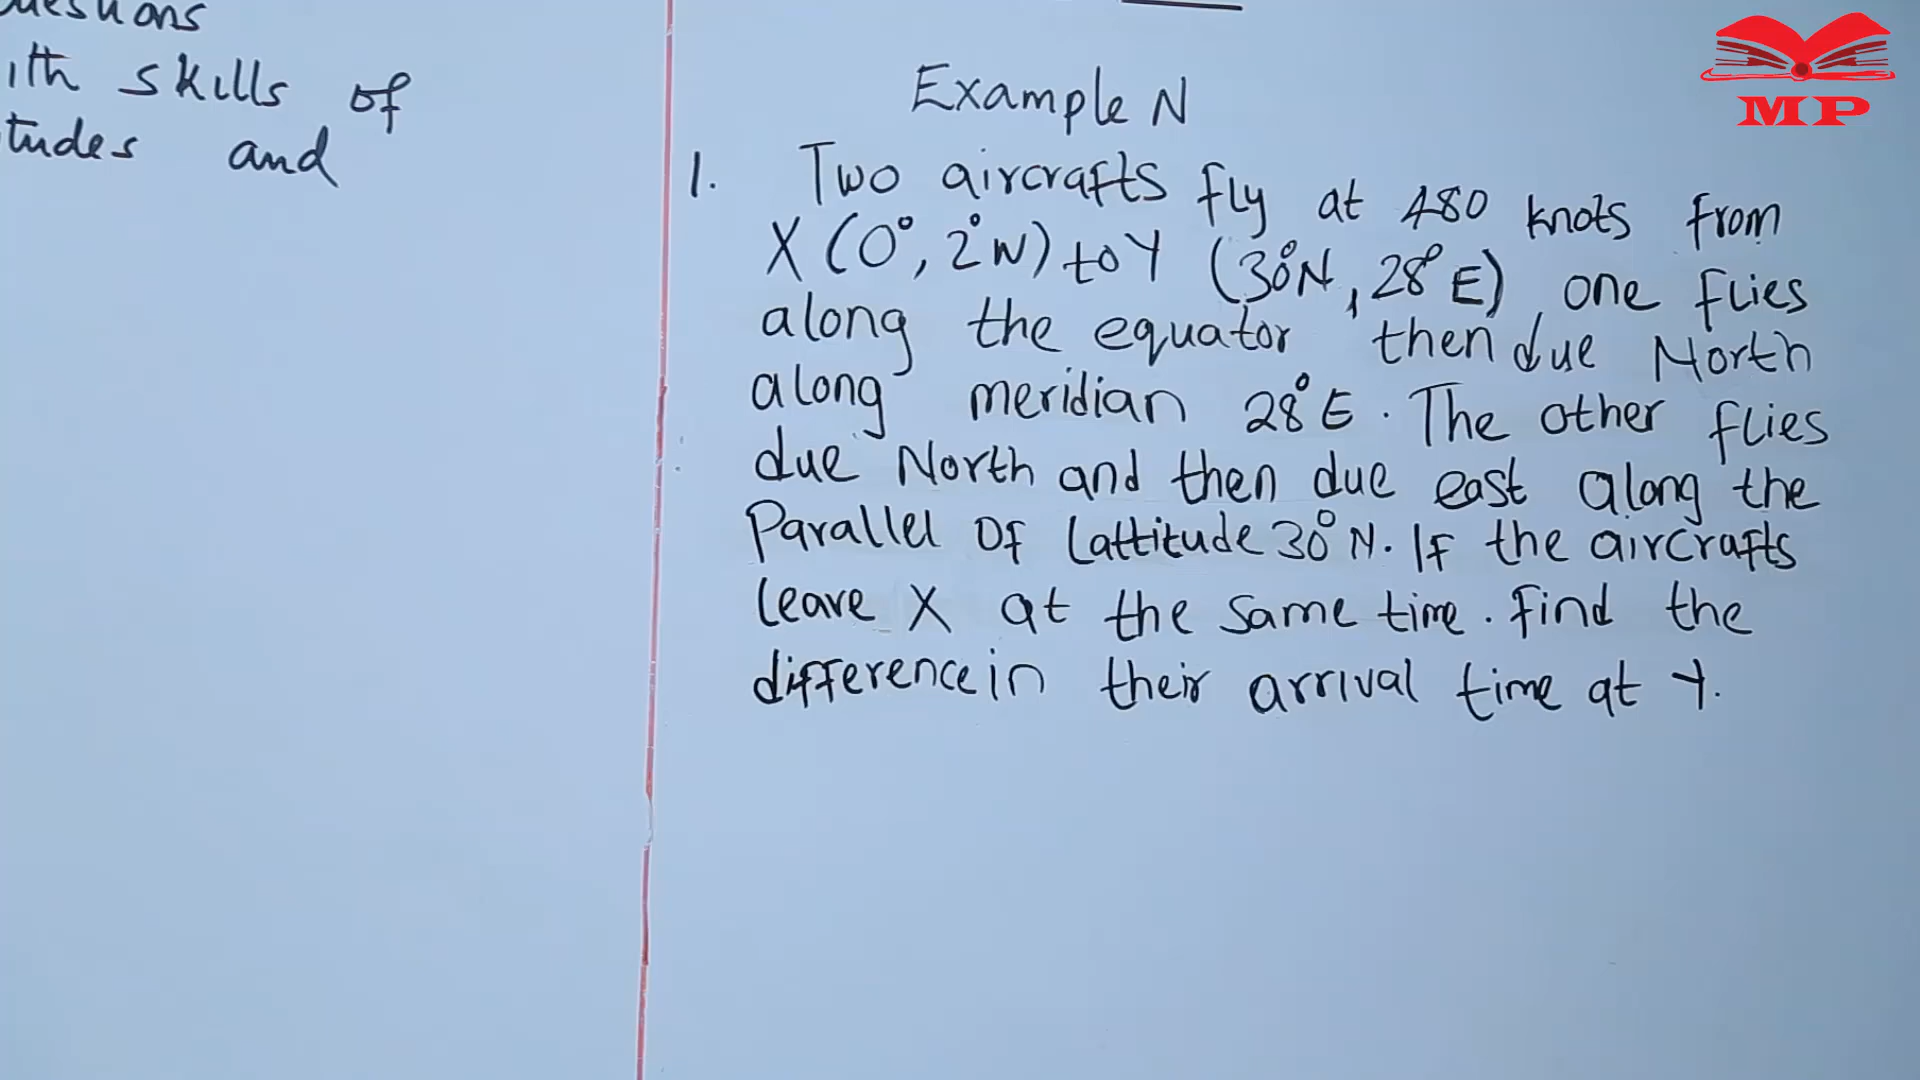 uestions
ith skills of
tudes and
MP
Example N
1. Two aircrafts fly at 480 knots from
X (0°, 2°N) to Y (30°N, 28°E), one flies
along the equator then due North
along meridian 28°E. The other flies
due North and then due east along the
Parallel of Lattitude 30°N. If the aircrafts
leave X at the same time. find the
difference in their arrival time at Y.